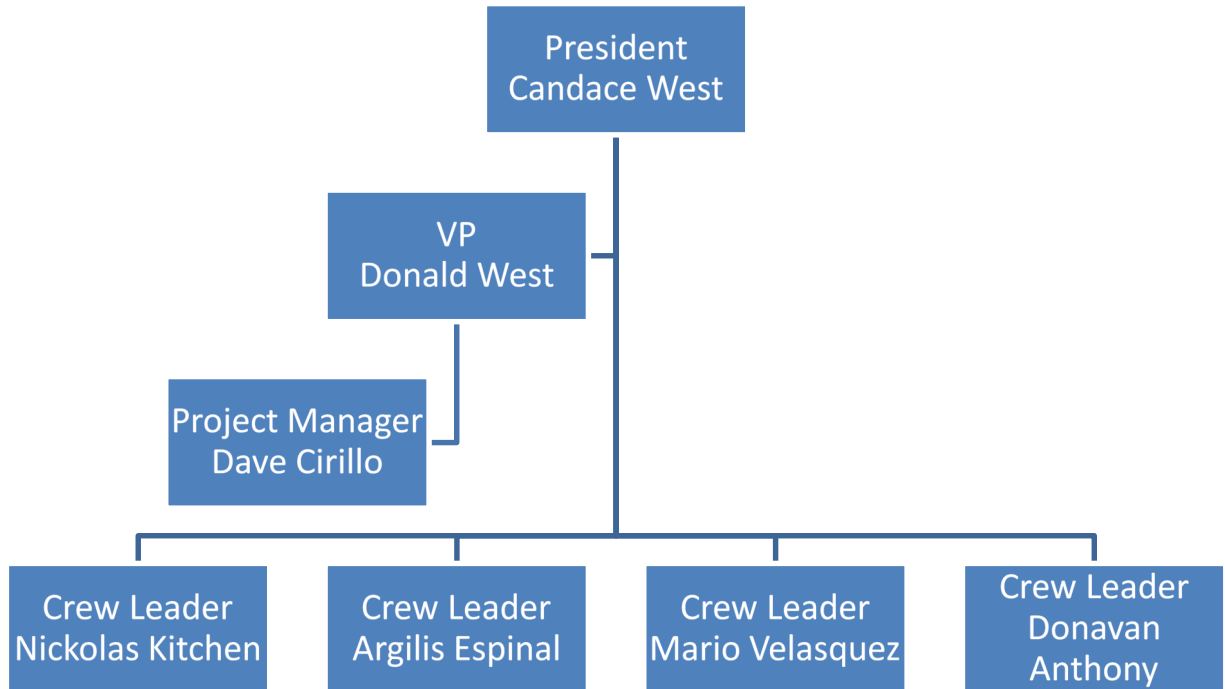 President
Candace West
VP
Donald West
Project Manager
Dave Cirillo
Crew Leader
Nickolas Kitchen
Crew Leader
Argilis Espinal
Crew Leader
Mario Velasquez
Crew Leader
Donavan
Anthony